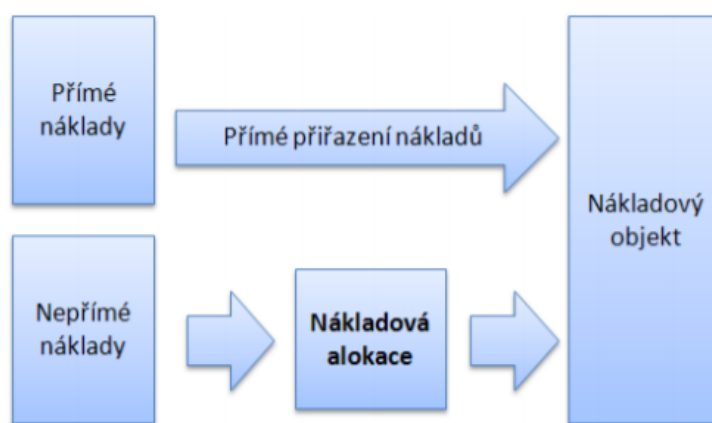 Přímé
náklady
Přímé přiřazení nákladů
Nákladový
objekt
Nepřímé
náklady
Nákladová
alokace